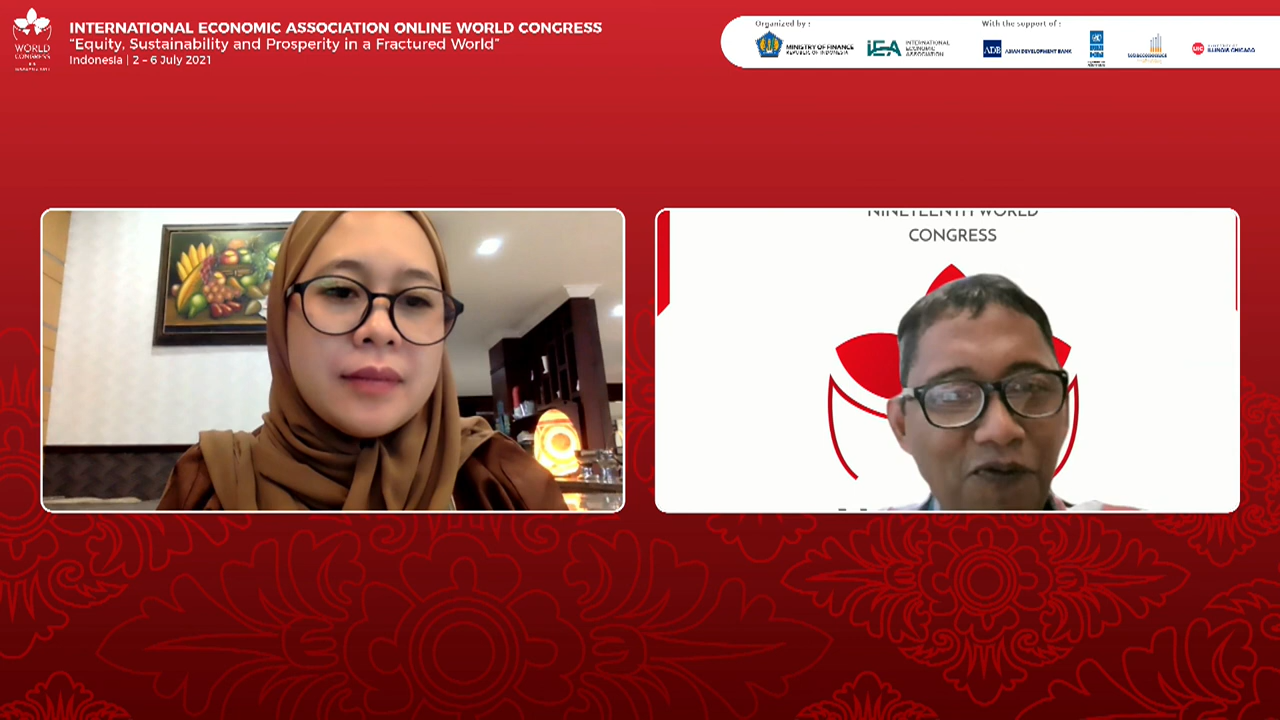 WORLD
CONGRESS
INTERNATIONAL ECONOMIC ASSOCIATION ONLINE WORLD CONGRESS
"Equity, Sustainability and Prosperity in a Fractured World"
Indonesia | 2 – 6 July 2021
Organized by :
With the support of :
MINISTRY OF FINANCE
REPUBLIC OF INDONESIA
iEA
INTERNATIONAL
ECONOMIC
ASSOCIATION
ADB
ASIAN DEVELOPMENT BANK
UIC
ILLINOIS CHICAGO
NINETEENTH WORLD
CONGRESS